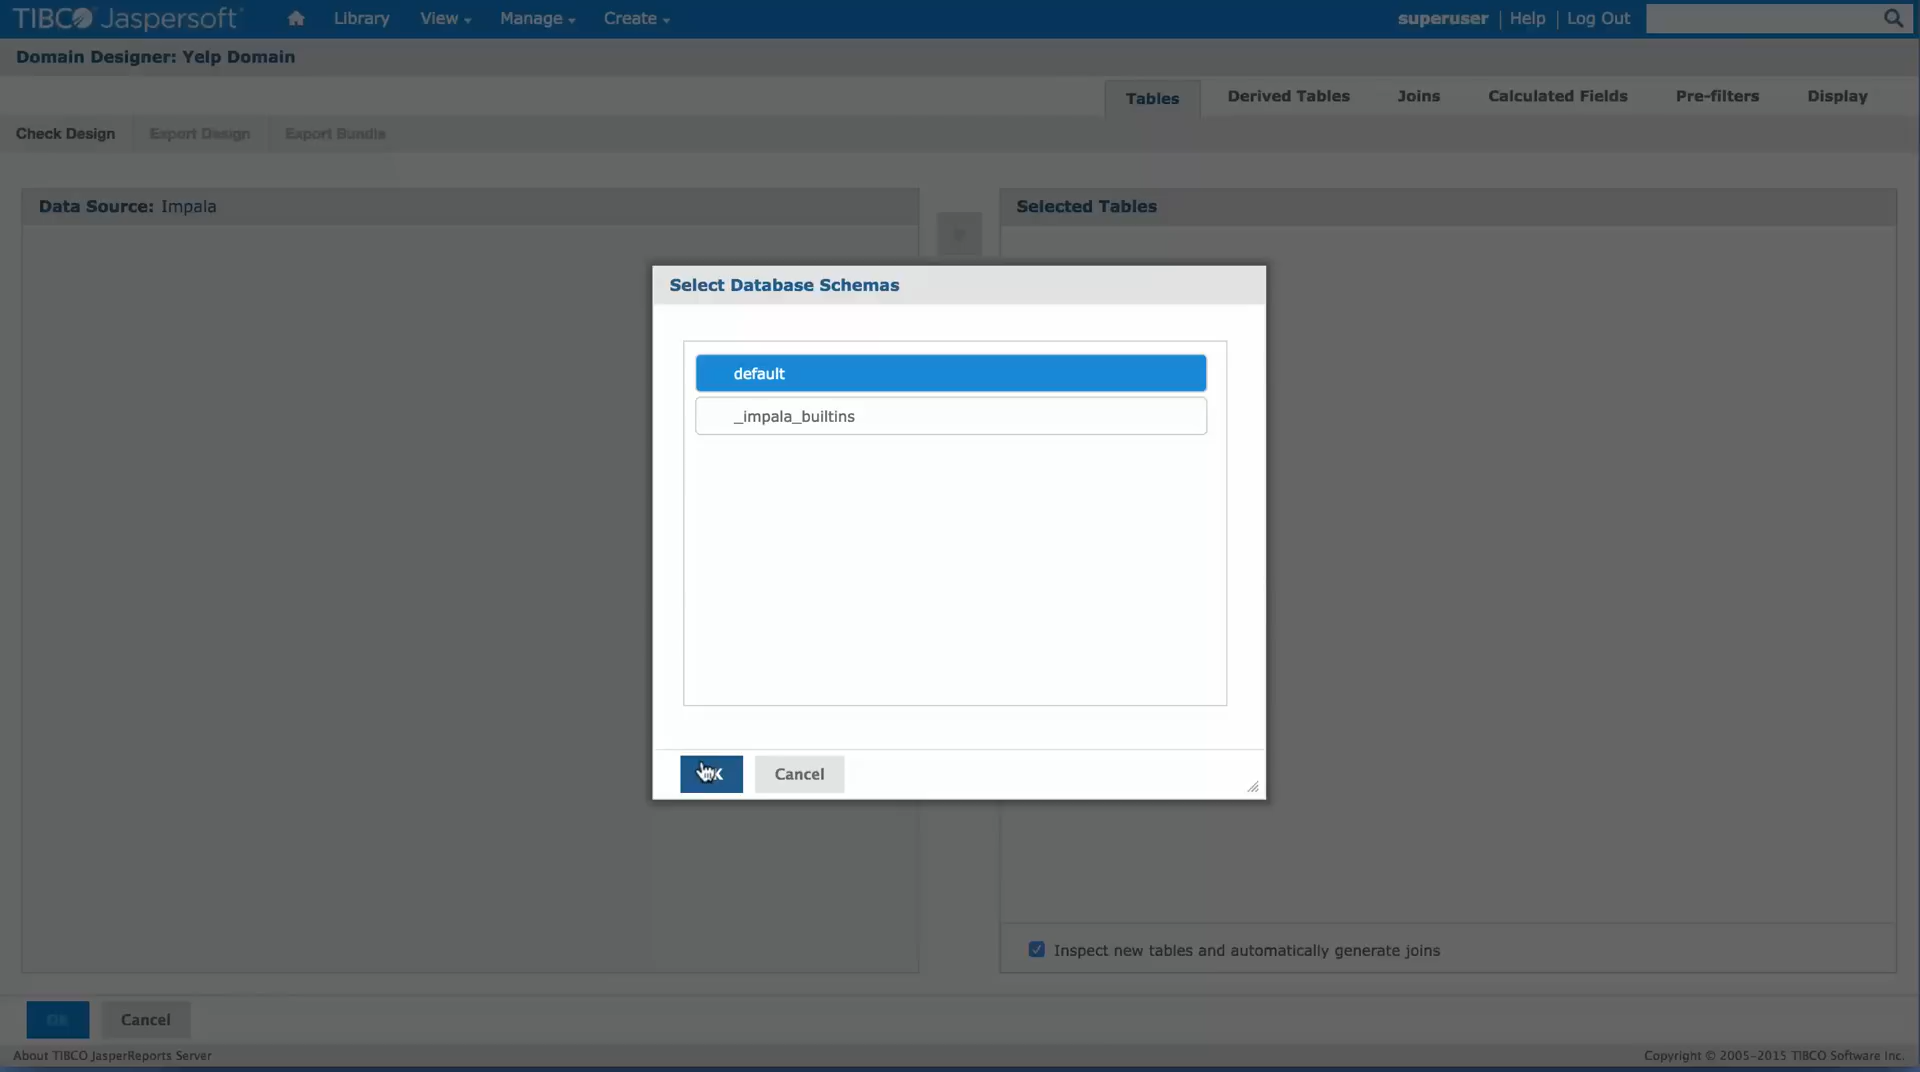 TIBCO Jaspersoft
Library View Manage Create
superuser | Help | Log Out
Domain Designer: Yelp Domain
Tables Derived Tables Joins Calculated Fields Pre-filters Display
Check Design Export Design Export Bundle
Data Source: Impala
Selected Tables
Select Database Schemas
default
_impala_builtins
Cancel
Inspect new tables and automatically generate joins
OK Cancel
About TIBCO JasperReports Server
Copyright © 2005-2015 TIBCO Software Inc.